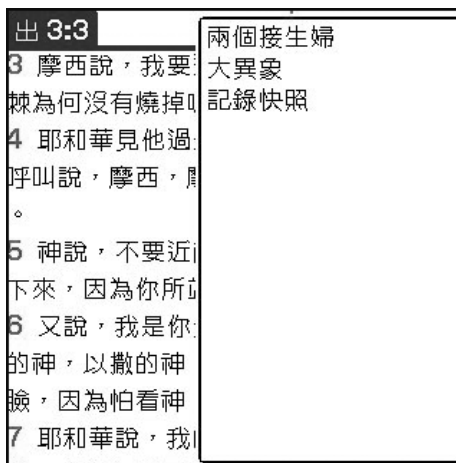 出 3:3
3 摩西說，我要
棘為何沒有燒掉
4 耶和華見他過
呼叫說，摩西，
。
5 神說，不要近
下來，因為你所
6 又說，我是你
的神，以撒的神
臉，因為怕看神
7 耶和華說，我
兩個接生婦
大異象
記錄快照